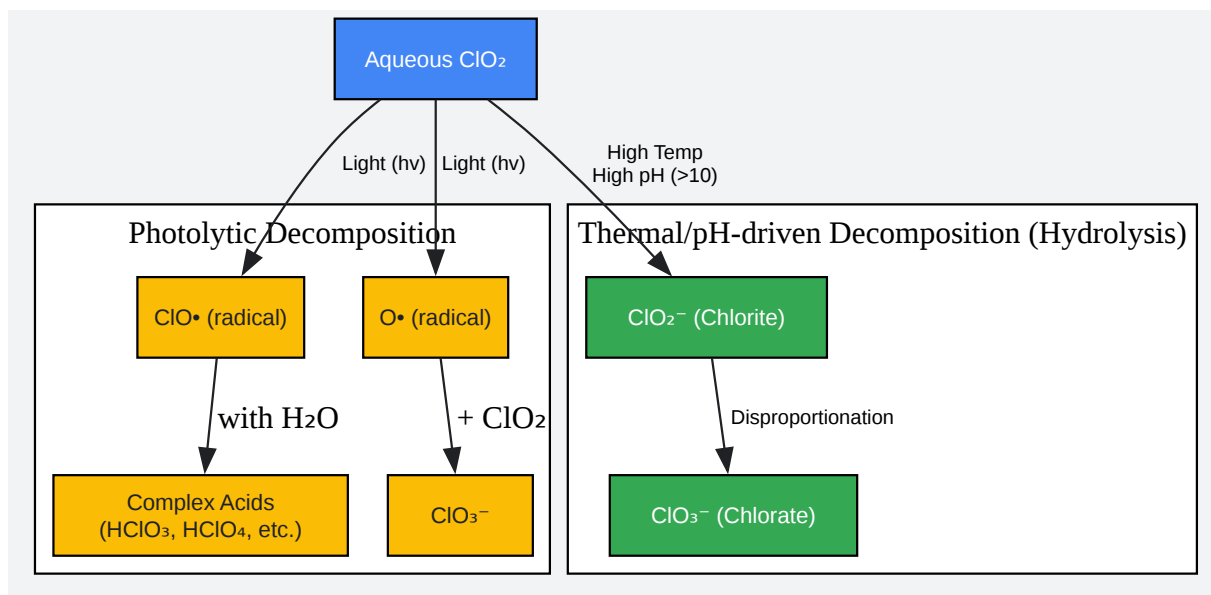 Aqueous ClO₂
Light (hv)
Light (hv)
High Temp
High pH (>10)
Photolytic Decomposition
Thermal/pH-driven Decomposition (Hydrolysis)
ClO• (radical)
O• (radical)
ClO₂⁻ (Chlorite)
with H₂O
+ ClO₂
Disproportionation
Complex Acids
(HClO₃, HClO₄, etc.)
ClO₃⁻
ClO₃⁻ (Chlorate)